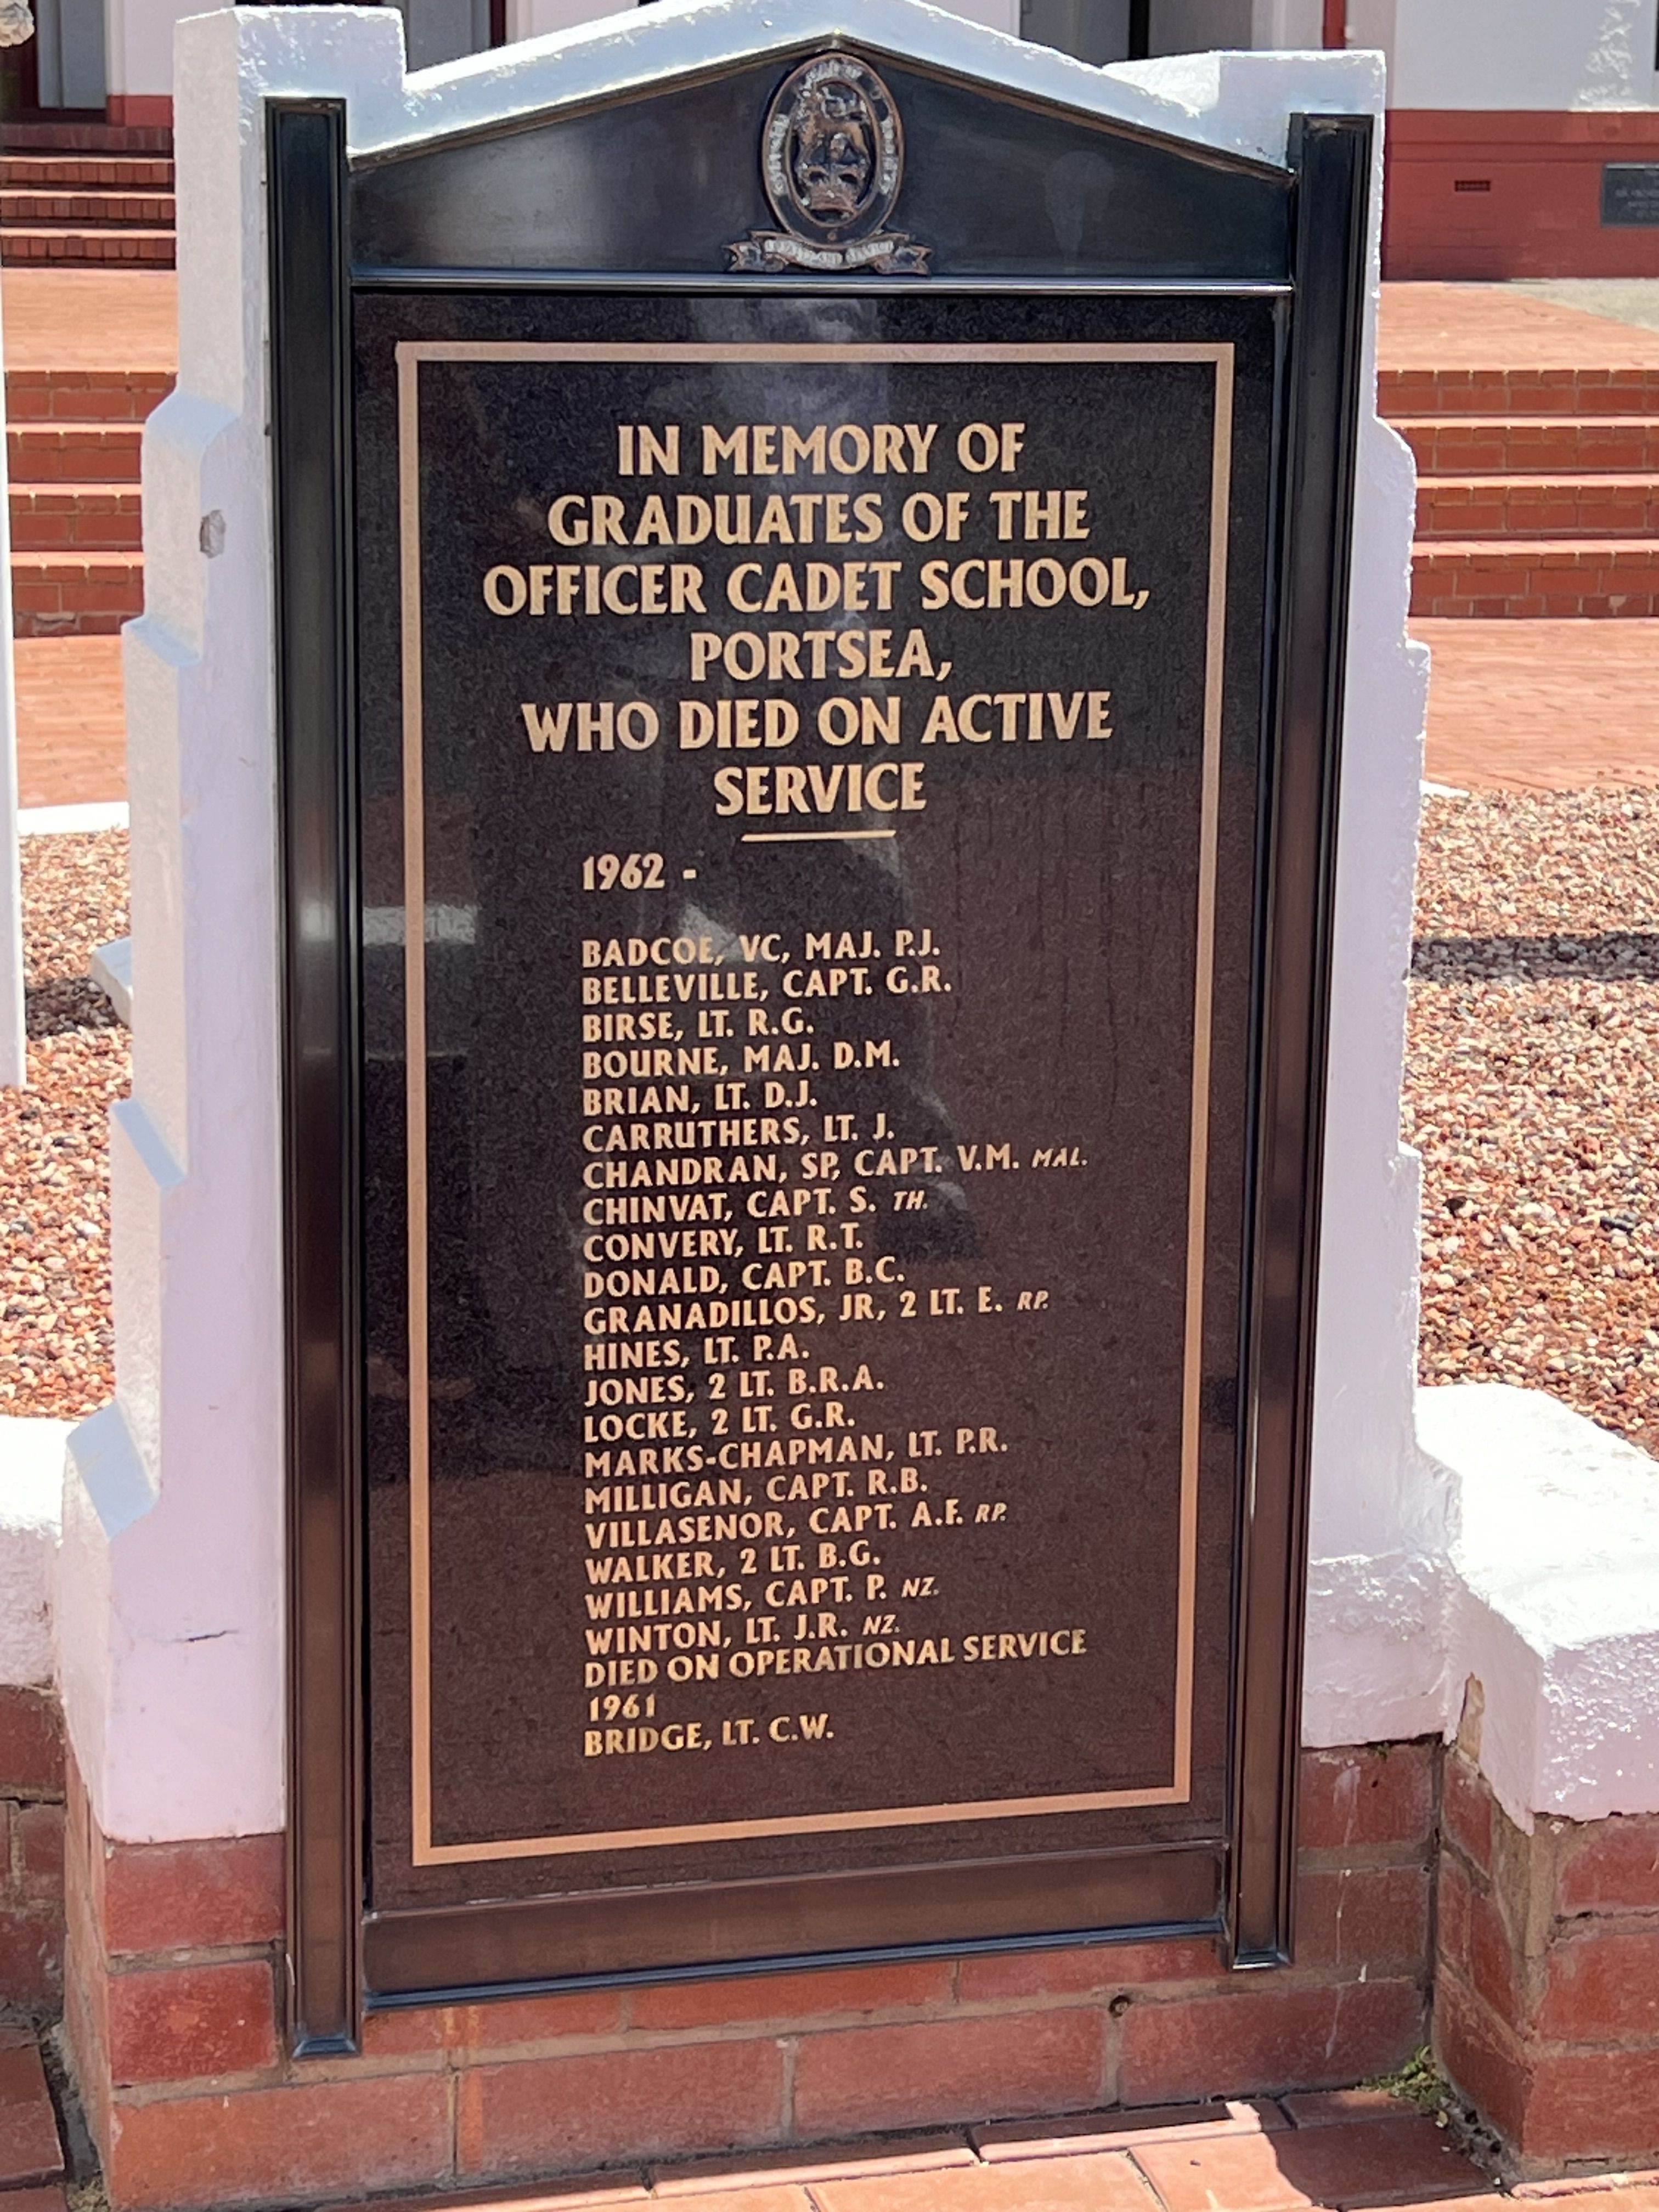 IN MEMORY OF
GRADUATES OF THE
OFFICER CADET SCHOOL,
PORTSEA,
WHO DIED ON ACTIVE
SERVICE
1962 -
BADCOE, VC, MAJ. P.J.
BELLEVILLE, CAPT. G.R.
BIRSE, LT. R.G.
BOURNE, MAJ. D.M.
BRIAN, LT. D.J.
CARRUTHERS, LT. J.
CHANDRAN, SP, CAPT. V.M. MAL.
CHINVAT, CAPT. S. TH.
CONVERY, LT. R.T.
DONALD, CAPT. B.C.
GRANADILLOS, JR, 2 LT. E. RP.
HINES, LT. P.A.
JONES, 2 LT. B.R.A.
LOCKE, 2 LT. G.R.
MARKS-CHAPMAN, LT. P.R.
MILLIGAN, CAPT. R.B.
VILLASENOR, CAPT. A.F. RP.
WALKER, 2 LT. B.G.
WILLIAMS, CAPT. P. NZ.
WINTON, LT. J.R. NZ.
DIED ON OPERATIONAL SERVICE
1961
BRIDGE, LT. C.W.